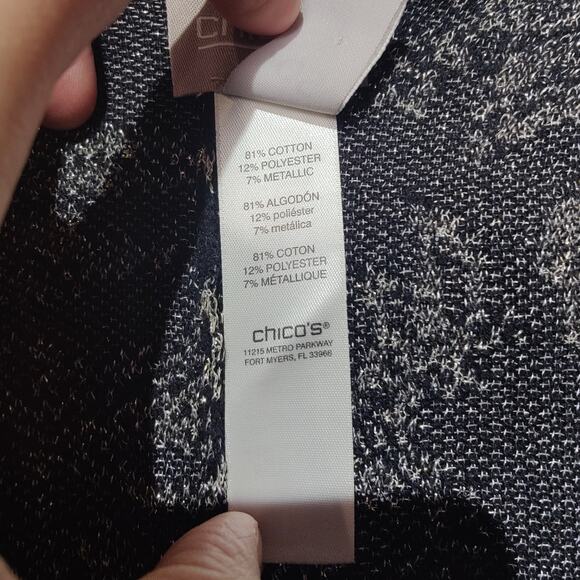 81% COTTON
12% POLYESTER
7% METALLIC
81% ALGODÓN
12% poliéster
7% metálica
81% COTON
12% POLYESTER
7% MÉTALLIQUE
chico's®
11215 METRO PARKWAY
FORT MYERS, FL 33966